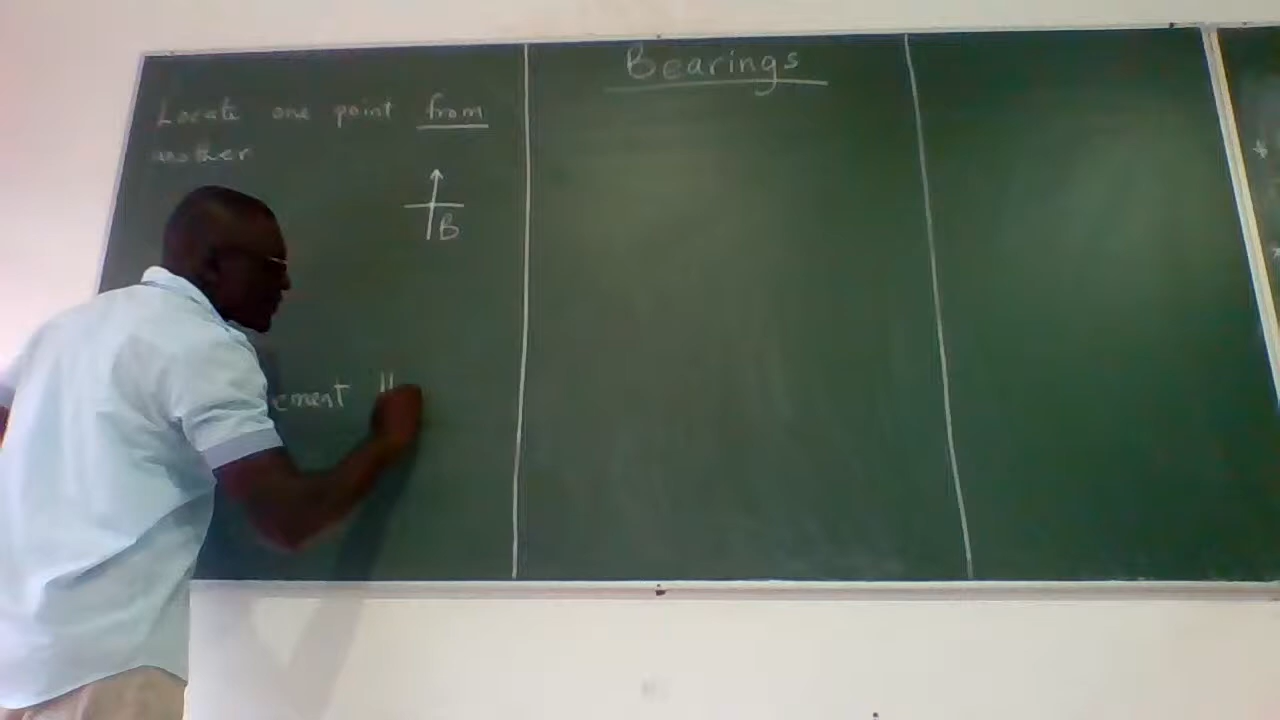 Bearings
Locate one point from
another
B
ement